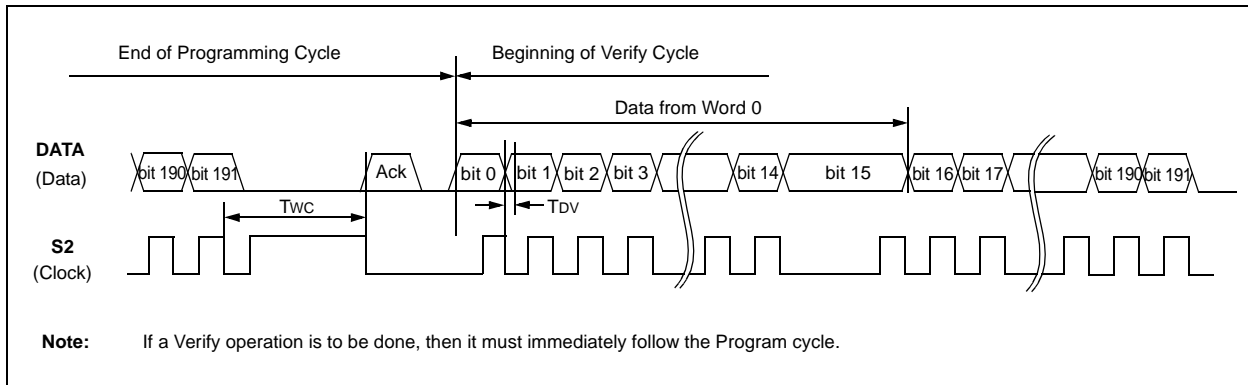 End of Programming Cycle
Beginning of Verify Cycle
Data from Word 0
DATA
(Data)
bit 190
bit 191
Ack
bit 0
bit 1
bit 2
bit 3
bit 14
bit 15
bit 16
bit 17
bit 190
bit 191
TWC
TDV
S2
(Clock)
Note: If a Verify operation is to be done, then it must immediately follow the Program cycle.